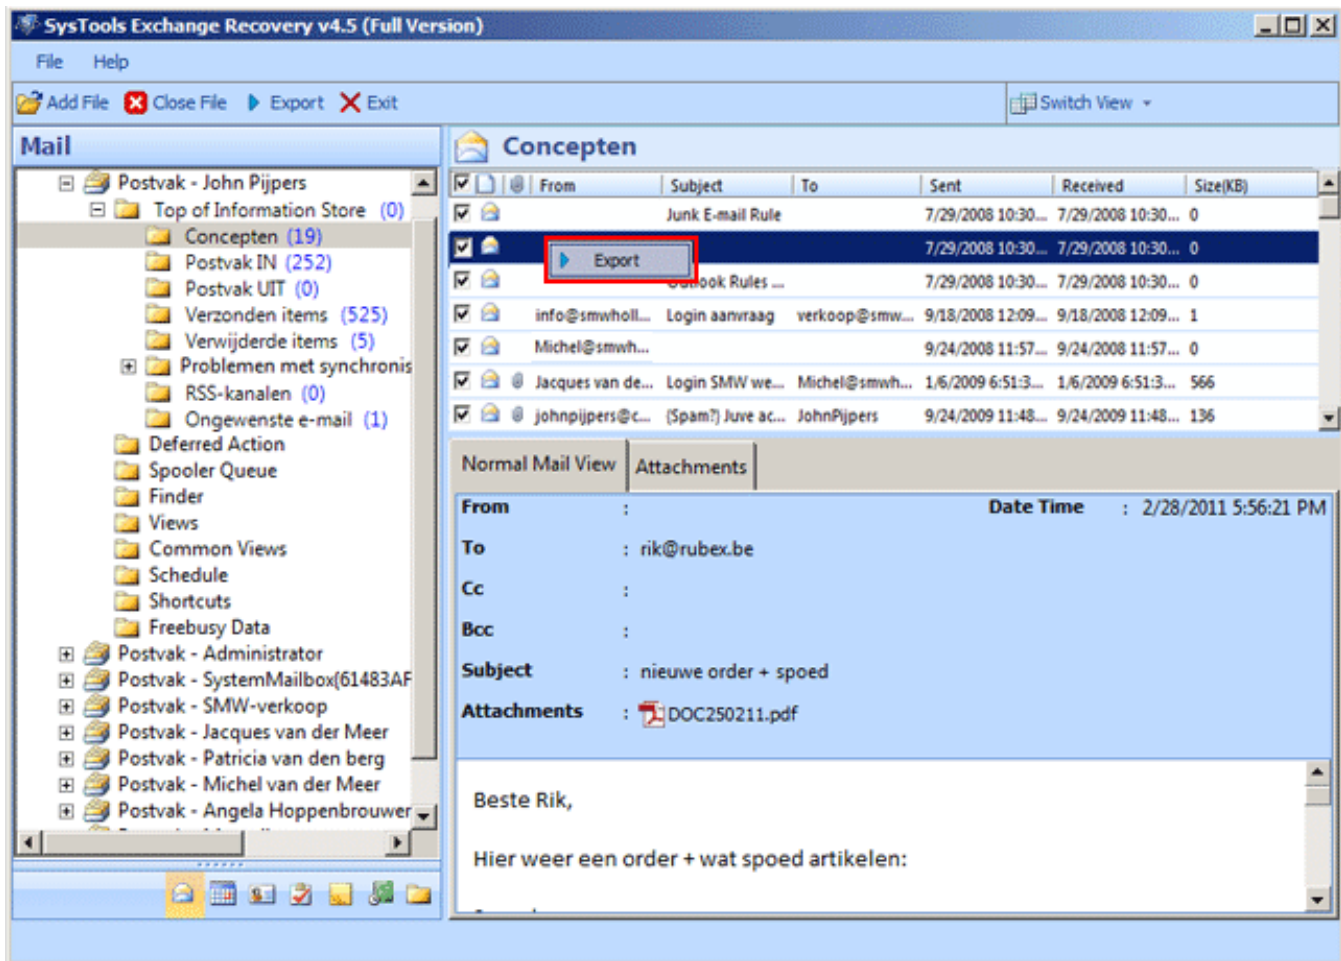 SysTools Exchange Recovery v4.5 (Full Version)
File Help
Add File Close File Export Exit Switch View
Mail
Postvak - John Pijpers
Top of Information Store (0)
Concepten (19)
Postvak IN (252)
Postvak UIT (0)
Verzonden items (525)
Verwijderde items (5)
Problemen met synchronis
RSS-kanalen (0)
Ongewenste e-mail (1)
Deferred Action
Spooler Queue
Finder
Views
Common Views
Schedule
Shortcuts
Freebusy Data
Postvak - Administrator
Postvak - SystemMailbox(61483AF
Postvak - SMW-verkoop
Postvak - Jacques van der Meer
Postvak - Patricia van den berg
Postvak - Michel van der Meer
Postvak - Angela Hoppenbrouwer
Concepten
From Subject To Sent Received Size(KB)
Junk E-mail Rule 7/29/2008 10:30... 7/29/2008 10:30... 0
7/29/2008 10:30... 7/29/2008 10:30... 0
Export
Outlook Rules ... 7/29/2008 10:30... 7/29/2008 10:30... 0
info@smwholl... Login aanvraag verkoop@smw... 9/18/2008 12:09... 9/18/2008 12:09... 1
Michel@smwh... 9/24/2008 11:57... 9/24/2008 11:57... 0
Jacques van de... Login SMW we... Michel@smwh... 1/6/2009 6:51:3... 1/6/2009 6:51:3... 566
johnpijpers@c... (Spam?) Juve ac... JohnPijpers 9/24/2009 11:48... 9/24/2009 11:48... 136
Normal Mail View Attachments
From : Date Time : 2/28/2011 5:56:21 PM
To : rik@rubex.be
Cc :
Bcc :
Subject : nieuwe order + spoed
Attachments : DOC250211.pdf
Beste Rik,
Hier weer een order + wat spoed artikelen: